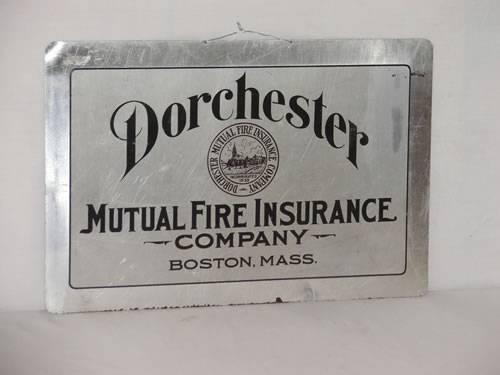 Dorchester
DORCHESTER MUTUAL FIRE INSURANCE COMPANY
MUTUAL FIRE INSURANCE
COMPANY
BOSTON, MASS.